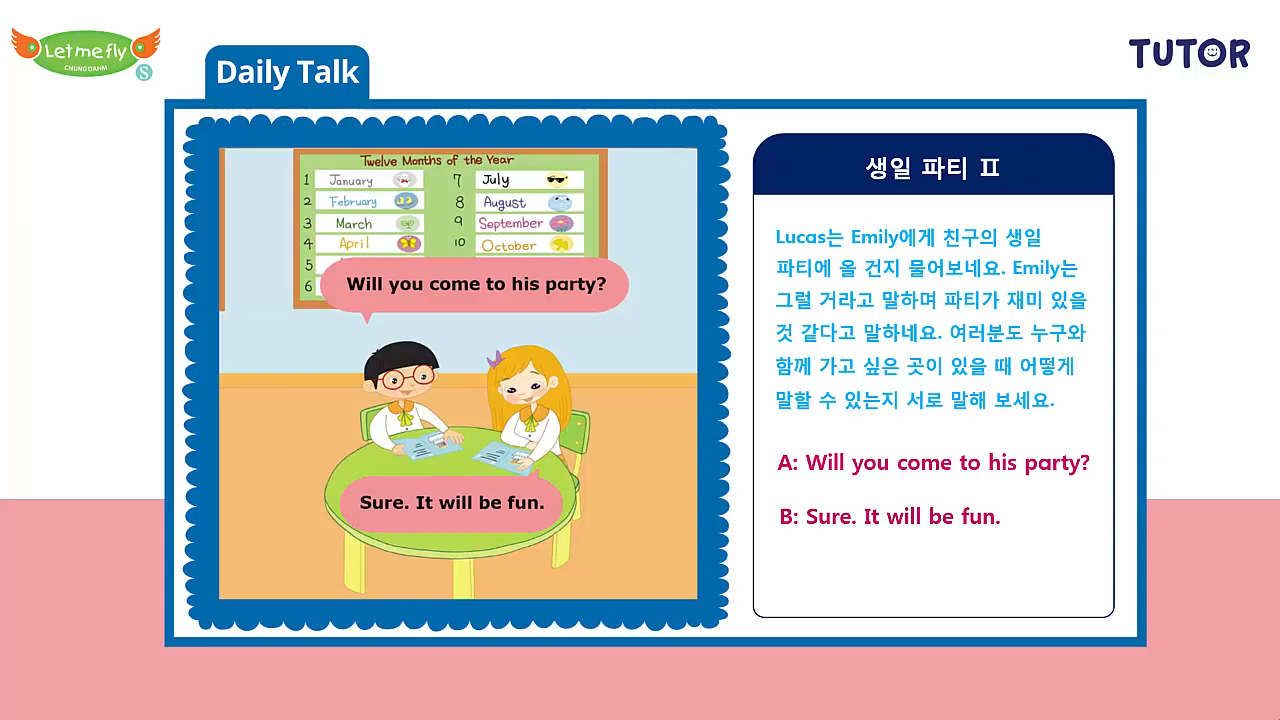 Let me fly
CHUNG DAHM
S
TUTOR
Daily Talk
Twelve Months of the Year
1 January
2 February
3 March
4 April
5
6
7 July
8 August
9 September
10 October
Will you come to his party?
Sure. It will be fun.
생일 파티 Ⅱ
Lucas는 Emily에게 친구의 생일
파티에 올 건지 물어보네요. Emily는
그럴 거라고 말하며 파티가 재미 있을
것 같다고 말하네요. 여러분도 누구와
함께 가고 싶은 곳이 있을 때 어떻게
말할 수 있는지 서로 말해 보세요.
A: Will you come to his party?
B: Sure. It will be fun.